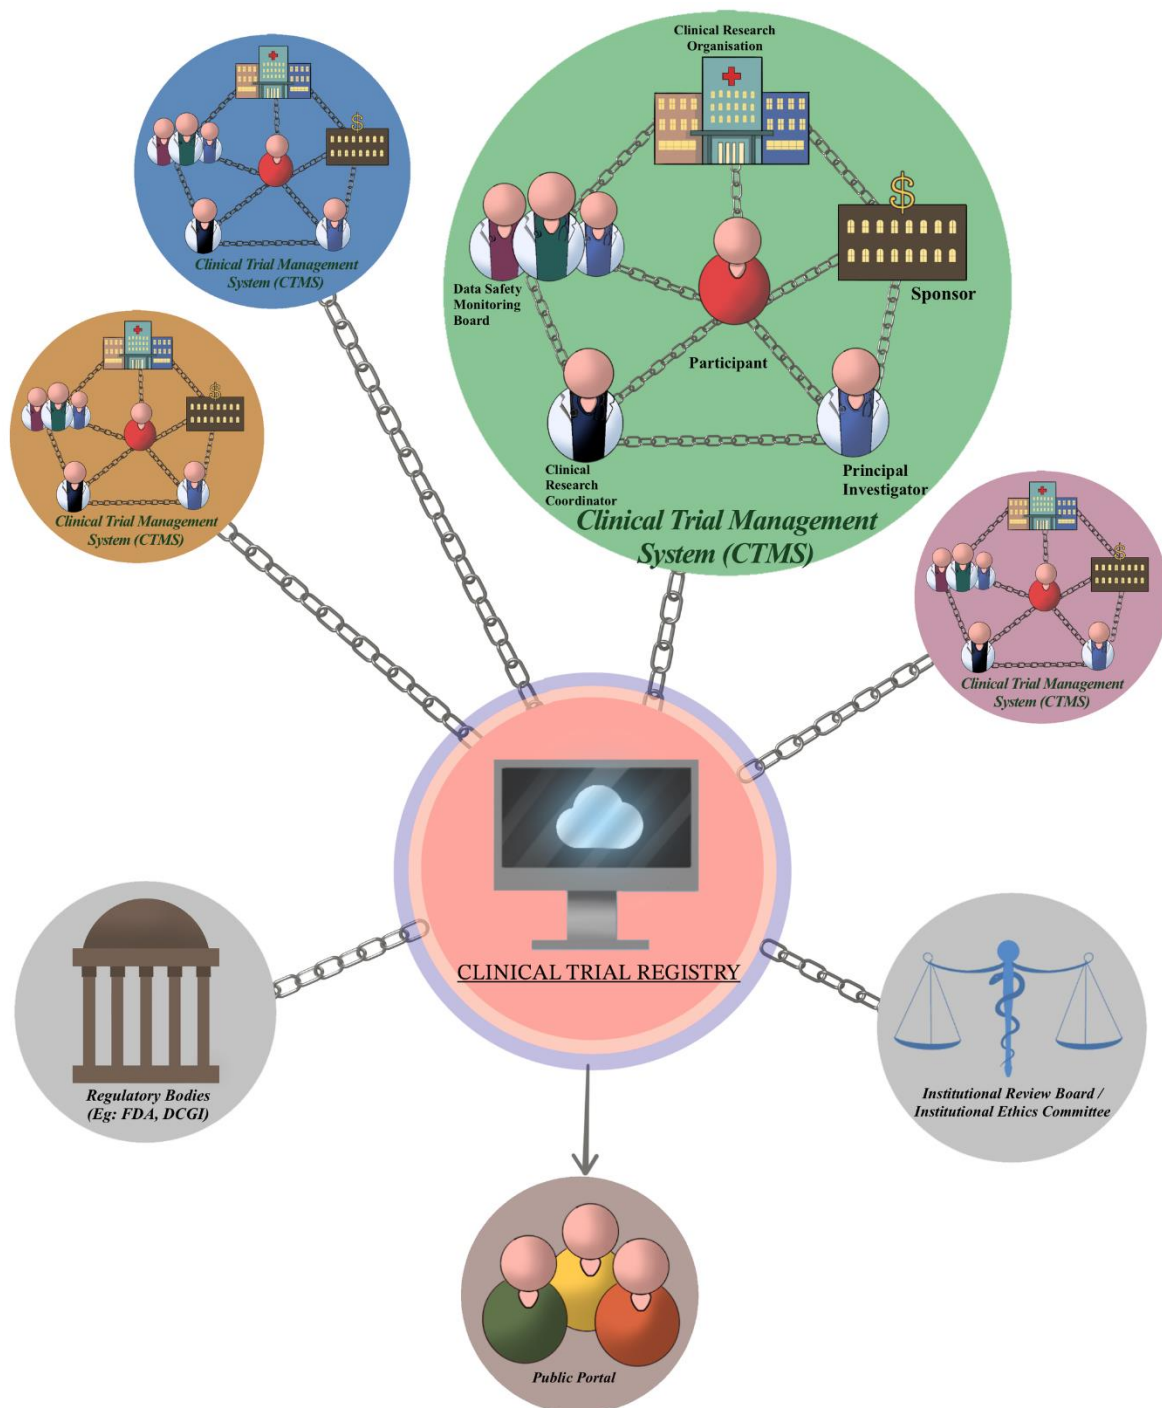 Clinical Research
Organisation
$
$
Data Safety
Monitoring
Board
Sponsor
Participant
Clinical
Research
Coordinator
Principal
Investigator
Clinical Trial Management
System (CTMS)
Clinical Trial Management
System (CTMS)
$
Clinical Trial Management
System (CTMS)
$
Clinical Trial Management
System (CTMS)
CLINICAL TRIAL REGISTRY
Regulatory Bodies
(Eg: FDA, DCGI)
Institutional Review Board /
Institutional Ethics Committee
Public Portal